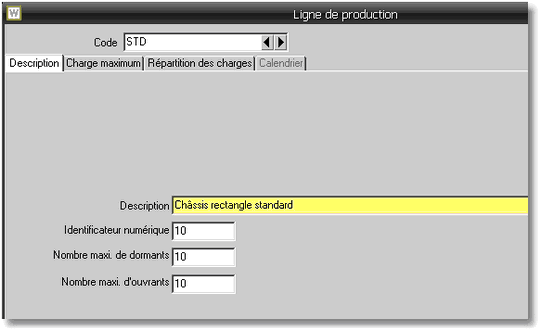 W Ligne de production
Code STD
Description Charge maximum Répartition des charges Calendrier
Description Châssis rectangle standard
Identificateur numérique 10
Nombre maxi. de dormants 10
Nombre maxi. d'ouvrants 10